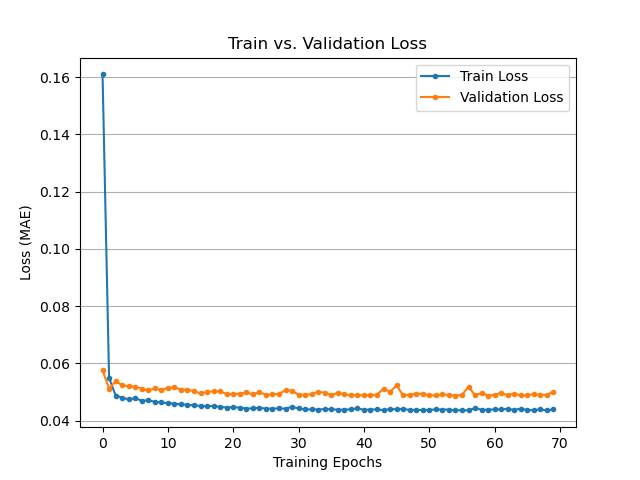 Train vs. Validation Loss
Train Loss
Validation Loss
0.16
0.14
0.12
0.10
0.08
0.06
0.04
Loss (MAE)
0 10 20 30 40 50 60 70
Training Epochs